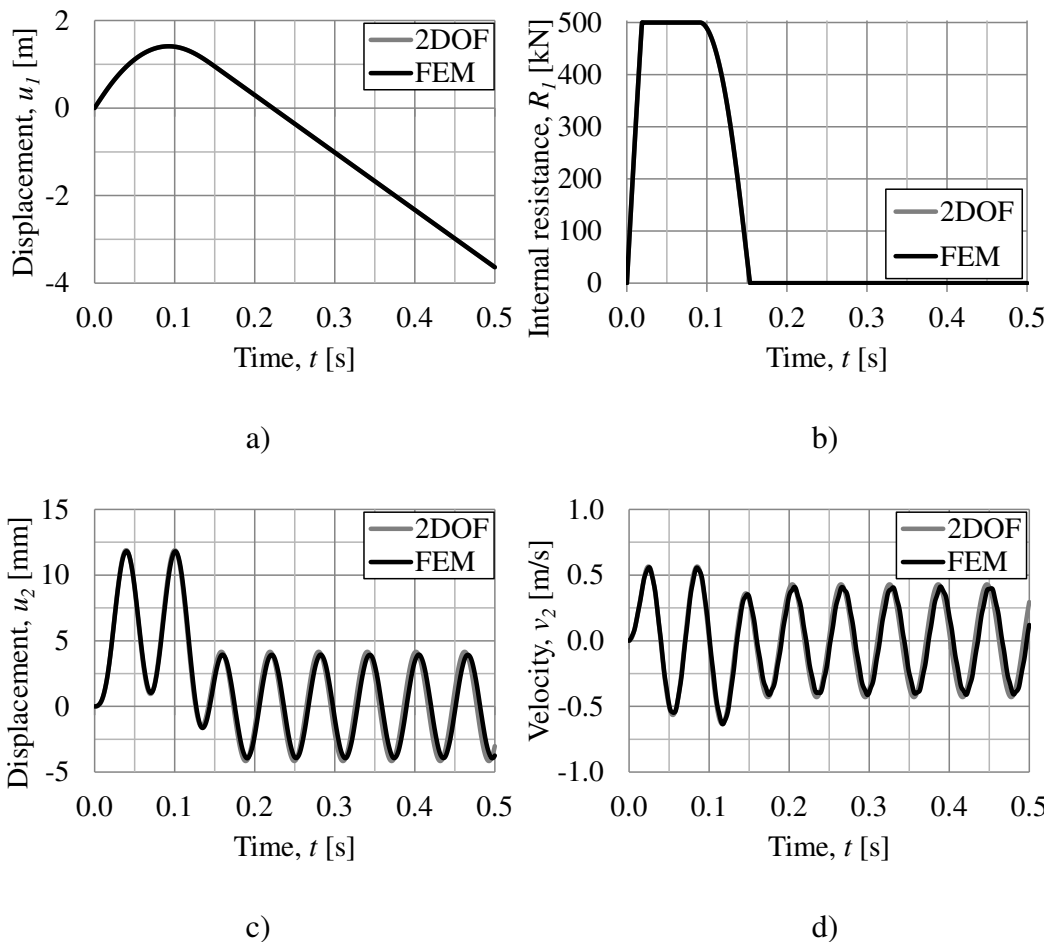 Displacement, u1 [m]
2
0
-2
-4
0.0 0.1 0.2 0.3 0.4 0.5
Time, t [s]
2DOF
FEM
a)
Internal resistance, R1 [kN]
500
400
300
200
100
0
0.0 0.1 0.2 0.3 0.4 0.5
Time, t [s]
2DOF
FEM
b)
Displacement, u2 [mm]
15
10
5
0
-5
0.0 0.1 0.2 0.3 0.4 0.5
Time, t [s]
2DOF
FEM
c)
Velocity, v2 [m/s]
1.0
0.5
0.0
-0.5
-1.0
0.0 0.1 0.2 0.3 0.4 0.5
Time, t [s]
2DOF
FEM
d)